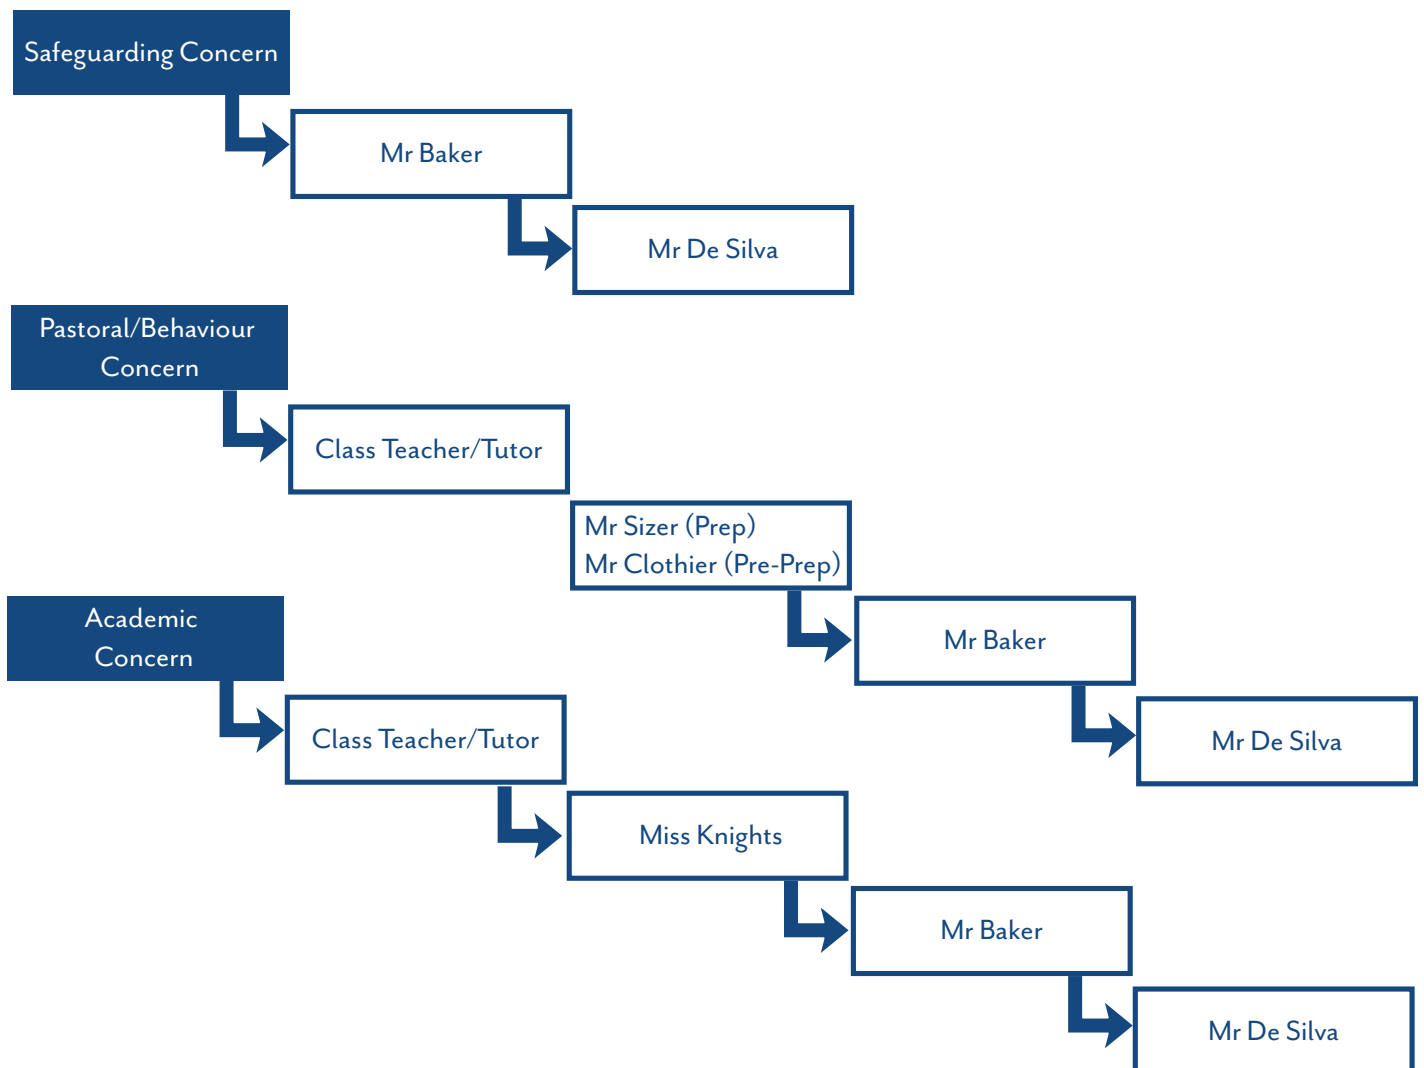 Safeguarding Concern
Mr Baker
Mr De Silva
Pastoral/Behaviour
Concern
Class Teacher/Tutor
Mr Sizer (Prep)
Mr Clothier (Pre-Prep)
Mr Baker
Mr De Silva
Academic
Concern
Class Teacher/Tutor
Miss Knights
Mr Baker
Mr De Silva